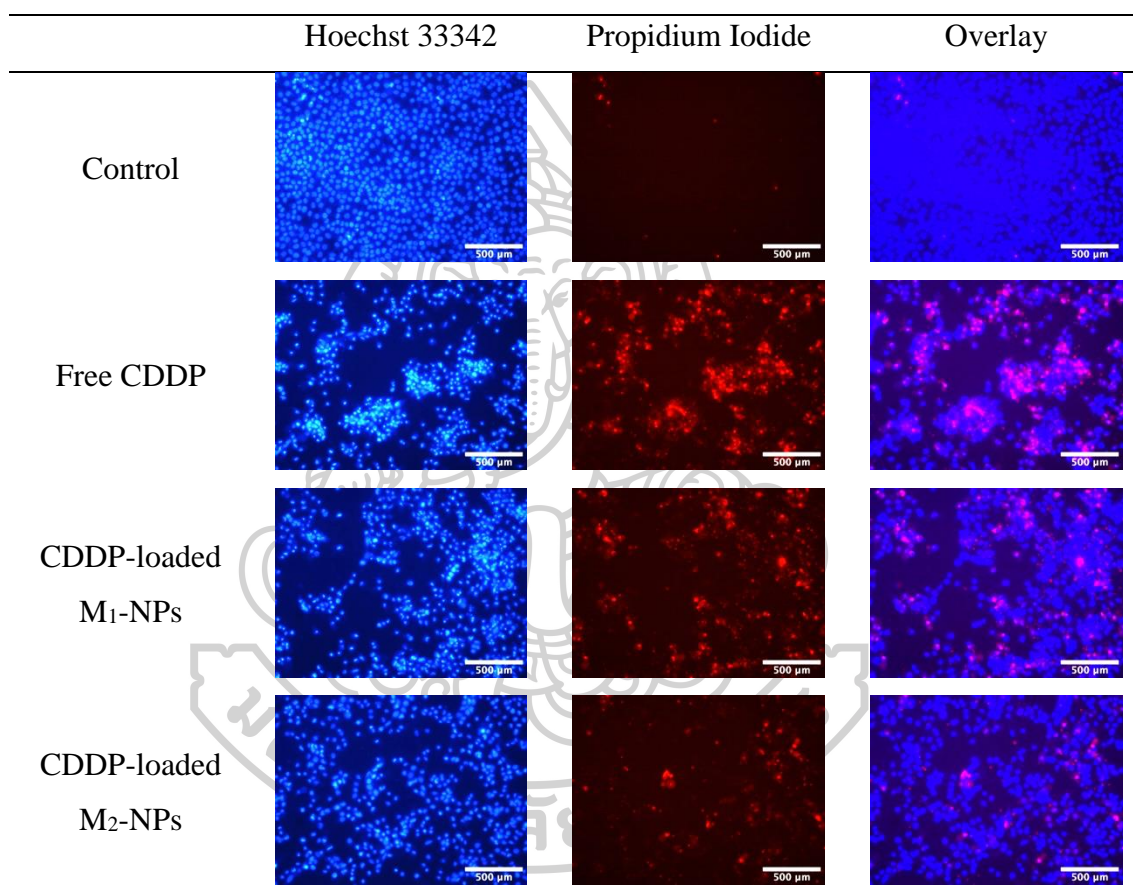 Hoechst 33342 Propidium Iodide Overlay
Control
500 µm 500 µm 500 µm
Free CDDP
500 µm 500 µm 500 µm
CDDP-loaded
M1-NPs
500 µm 500 µm 500 µm
CDDP-loaded
M2-NPs
500 µm 500 µm 500 µm